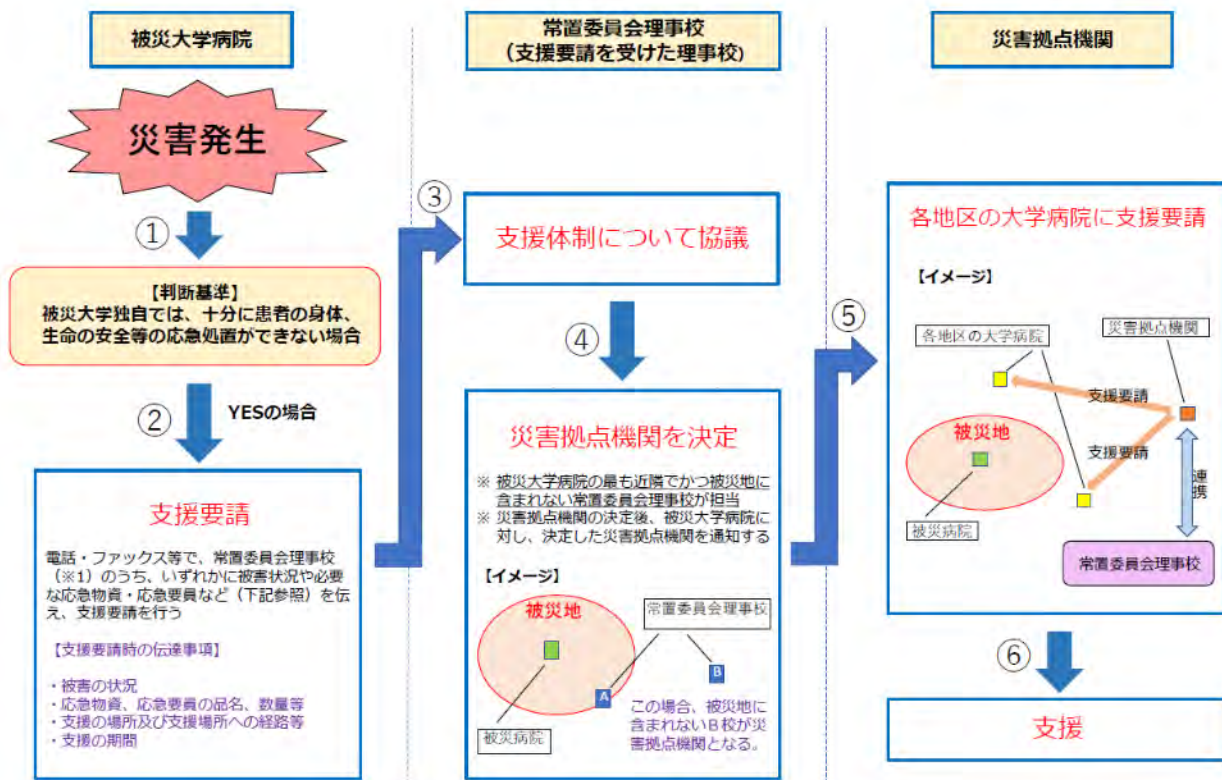 被災大学病院
災害発生
①
【判断基準】
被災大学独自では、十分に患者の身体、
生命の安全等の応急処置ができない場合
②
YESの場合
支援要請
電話・ファックス等で、常置委員会理事校
（※1）のうち、いずれかに被害状況や必要
な応急物資・応急要員など（下記参照）を伝
え、支援要請を行う
【支援要請時の伝達事項】
・被害の状況
・応急物資、応急要員の品名、数量等
・支援の場所及び支援場所への経路等
・支援の期間
常置委員会理事校
（支援要請を受けた理事校)
③
支援体制について協議
④
災害拠点機関を決定
※ 被災大学病院の最も近隣でかつ被災地に
含まれない常置委員会理事校が担当
※ 災害拠点機関の決定後、被災大学病院に
対し、決定した災害拠点機関を通知する
【イメージ】
被災地
常置委員会理事校
A
B
被災病院
この場合、被災地に
含まれないＢ校が災
害拠点機関となる。
災害拠点機関
⑤
各地区の大学病院に支援要請
【イメージ】
各地区の大学病院
災害拠点機関
支援要請
被災地
支援要請
連携
被災病院
常置委員会理事校
⑥
支援